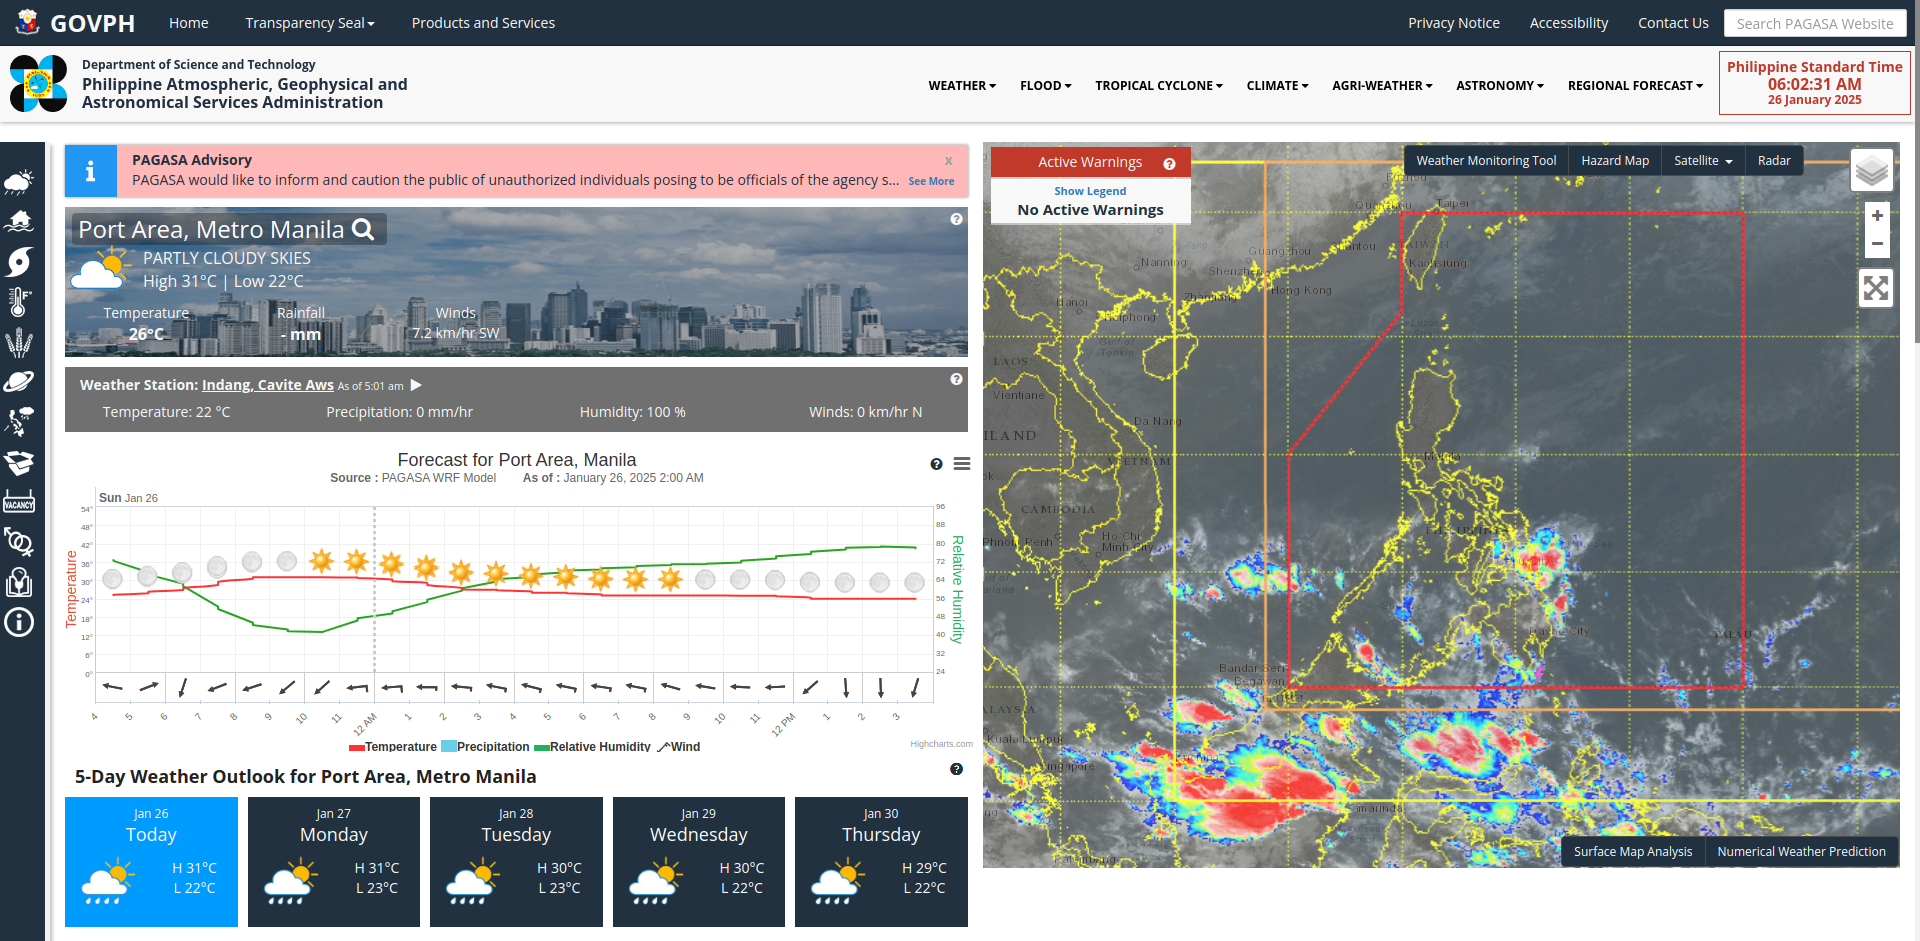 GOVPH
Home
Transparency Seal
Products and Services
Privacy Notice
Accessibility
Contact Us
Search PAGASA Website
Department of Science and Technology
Philippine Atmospheric, Geophysical and
Astronomical Services Administration
WEATHER
FLOOD
TROPICAL CYCLONE
CLIMATE
AGRI-WEATHER
ASTRONOMY
REGIONAL FORECAST
Philippine Standard Time
06:02:31 AM
26 January 2025
VACANCY
PAGASA Advisory
x
PAGASA would like to inform and caution the public of unauthorized individuals posing to be officials of the agency s... See More
Port Area, Metro Manila
PARTLY CLOUDY SKIES
High 31°C | Low 22°C
Temperature
26°C
Rainfall
- mm
Winds
7.2 km/hr SW
Weather Station: Indang, Cavite Aws As of 5:01 am
Temperature: 22 °C
Precipitation: 0 mm/hr
Humidity: 100 %
Winds: 0 km/hr N
Forecast for Port Area, Manila
Source : PAGASA WRF Model As of : January 26, 2025 2:00 AM
Sun Jan 26
Temperature
54°
48°
42°
36°
30°
24°
18°
12°
6°
0°
96
88
80
72
64
56
48
40
32
24
Relative Humidity
4 5 6 7 8 9 10 11 12 AM 1 2 3 4 5 6 7 8 9 10 11 12 PM 1 2 3
Temperature Precipitation Relative Humidity Wind
Highcharts.com
5-Day Weather Outlook for Port Area, Metro Manila
Jan 26
Today
H 31°C
L 22°C
Jan 27
Monday
H 31°C
L 23°C
Jan 28
Tuesday
H 30°C
L 23°C
Jan 29
Wednesday
H 30°C
L 22°C
Jan 30
Thursday
H 29°C
L 22°C
Active Warnings
Show Legend
No Active Warnings
Weather Monitoring Tool
Hazard Map
Satellite
Radar
+
−
Taipei
Guangzhou
Nanning
Shenzhen
Kaohsiung
Hong Kong
Hanoi
Gulf of
Tonkin
LAOS
Vientiane
Da Nang
VIETNAM
CAMBODIA
Phnom Penh
Ho Chi
Minh City
Manila
Davao City
PALAU
Bandar Seri
Begawan
Kuala Lumpur
Singapore
Kuching
Samarinda
Surface Map Analysis
Numerical Weather Prediction